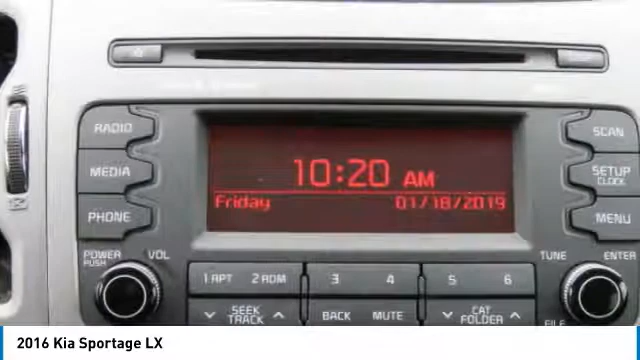 RADIO
MEDIA
PHONE
10:20 AM
Friday 01/18/2019
SCAN
SETUP
CLOCK
MENU
POWER
PUSH
VOL
TUNE
ENTER
1 RPT 2 RDM 3 4 5 6
SEEK
TRACK
BACK MUTE
CAT
FOLDER
FILE
2016 Kia Sportage LX